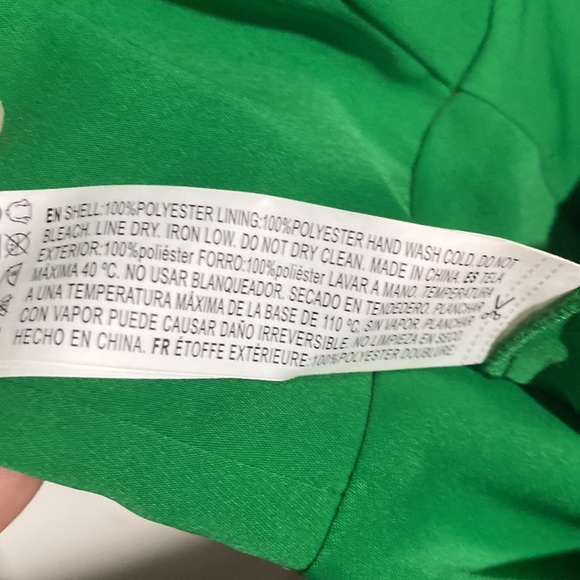 EN SHELL:100%POLYESTER LINING:100%POLYESTER HAND WASH COLD. DO NOT
BLEACH. LINE DRY. IRON LOW. DO NOT DRY CLEAN. MADE IN CHINA. ES TELA
EXTERIOR:100%poliéster FORRO:100%poliéster LAVAR A MANO. TEMPERATURA
MÁXIMA 40 ºC. NO USAR BLANQUEADOR. SECADO EN TENDEDERO. PLANCHAR
A UNA TEMPERATURA MÁXIMA DE LA BASE DE 110 ºC, SIN VAPOR. PLANCHAR
CON VAPOR PUEDE CAUSAR DAÑO IRREVERSIBLE. NO LIMPIEZA EN SECO.
HECHO EN CHINA. FR ÉTOFFE EXTÉRIEURE:100%POLYESTER DOUBLURE: